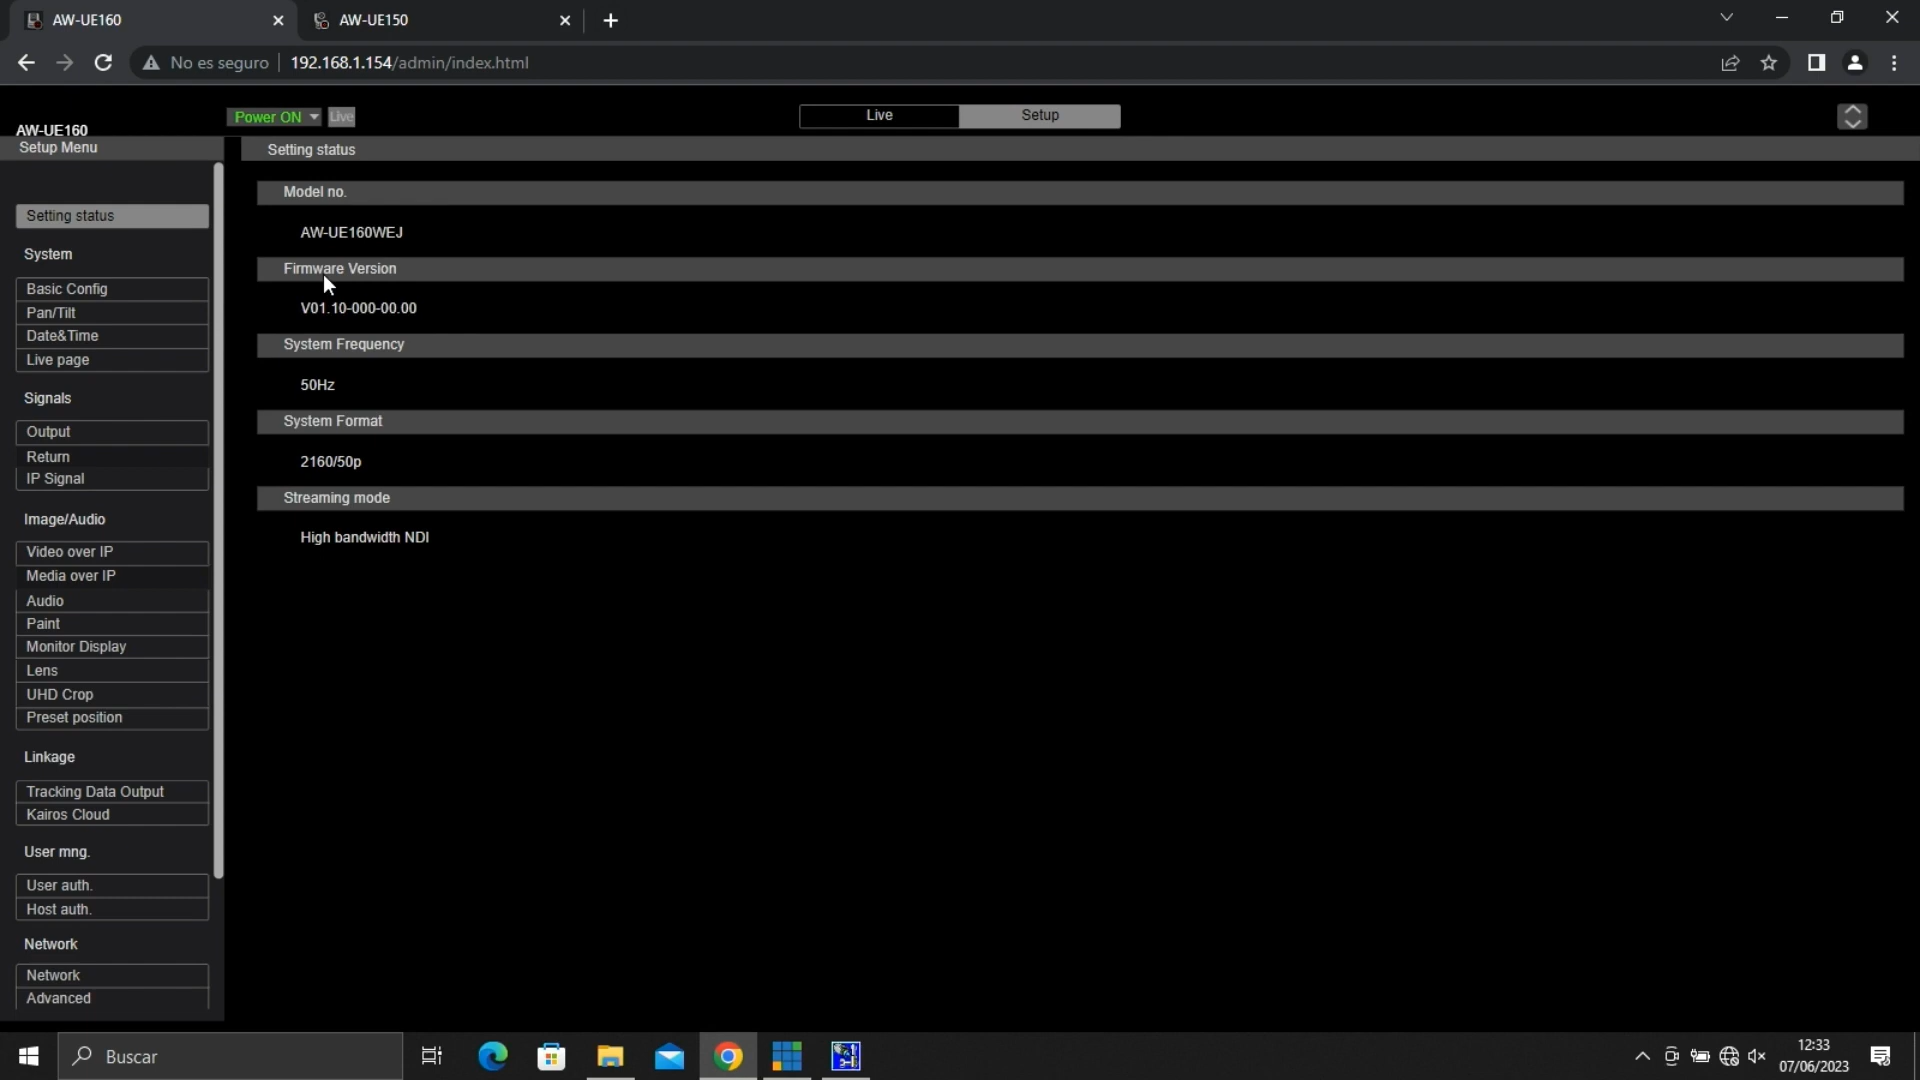 AW-UE160
AW-UE150
No es seguro
192.168.1.154/admin/index.html
AW-UE160
Power ON
Live
Live
Setup
Setup Menu
Setting status
System
Basic Config
Pan/Tilt
Date&Time
Live page
Signals
Output
Return
IP Signal
Image/Audio
Video over IP
Media over IP
Audio
Paint
Monitor Display
Lens
UHD Crop
Preset position
Linkage
Tracking Data Output
Kairos Cloud
User mng.
User auth.
Host auth.
Network
Network
Advanced
Setting status
Model no.
AW-UE160WEJ
Firmware Version
V01.10-000-00.00
System Frequency
50Hz
System Format
2160/50p
Streaming mode
High bandwidth NDI
Buscar
12:33
07/06/2023